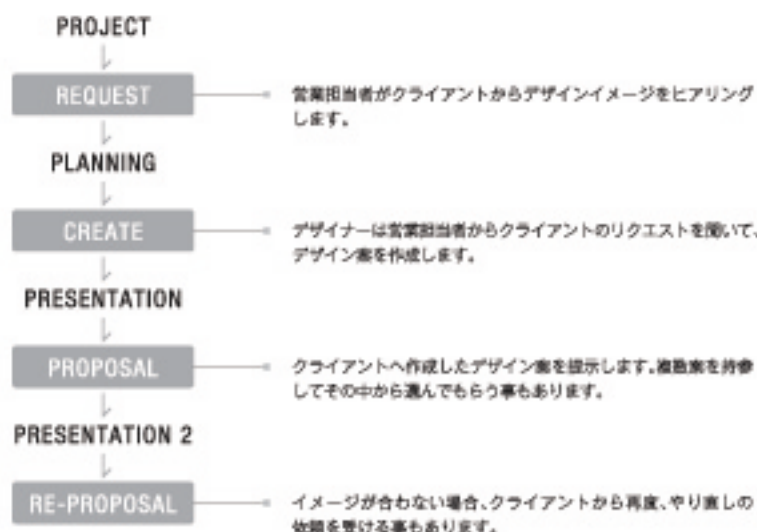 PROJECT
REQUEST
営業担当者がクライアントからデザインイメージをヒアリング
します。
PLANNING
CREATE
デザイナーは営業担当者からクライアントのリクエストを聞いて、
デザイン案を作成します。
PRESENTATION
PROPOSAL
クライアントへ作成したデザイン案を提示します。複数案を持参
してその中から選んでもらう事もあります。
PRESENTATION 2
RE-PROPOSAL
イメージが合わない場合、クライアントから再度、やり直しの
依頼を受ける事もあります。